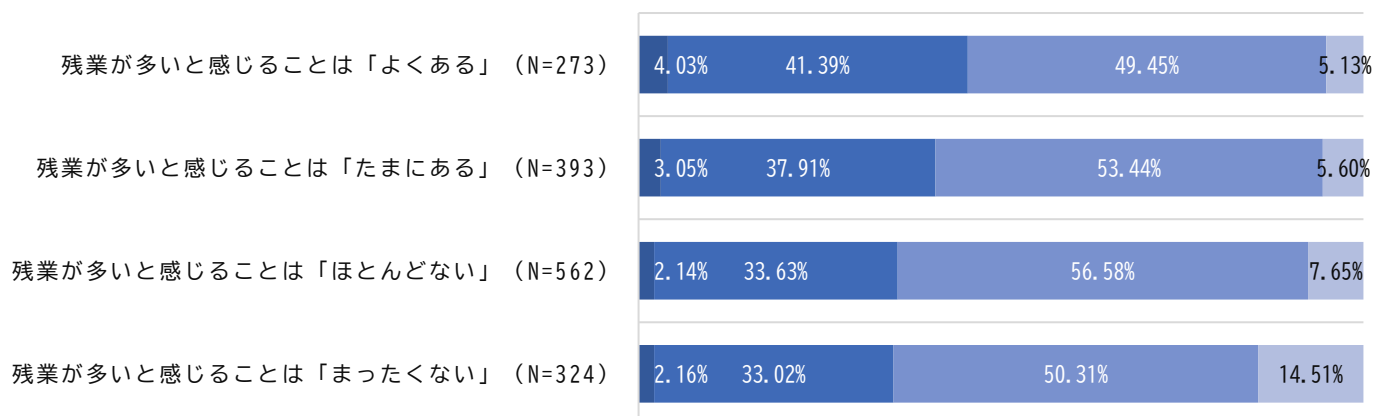 残業が多いと感じることは「よくある」（N=273） 4.03% 41.39% 49.45% 5.13%
残業が多いと感じることは「たまにある」（N=393） 3.05% 37.91% 53.44% 5.60%
残業が多いと感じることは「ほとんどない」（N=562） 2.14% 33.63% 56.58% 7.65%
残業が多いと感じることは「まったくない」（N=324） 2.16% 33.02% 50.31% 14.51%